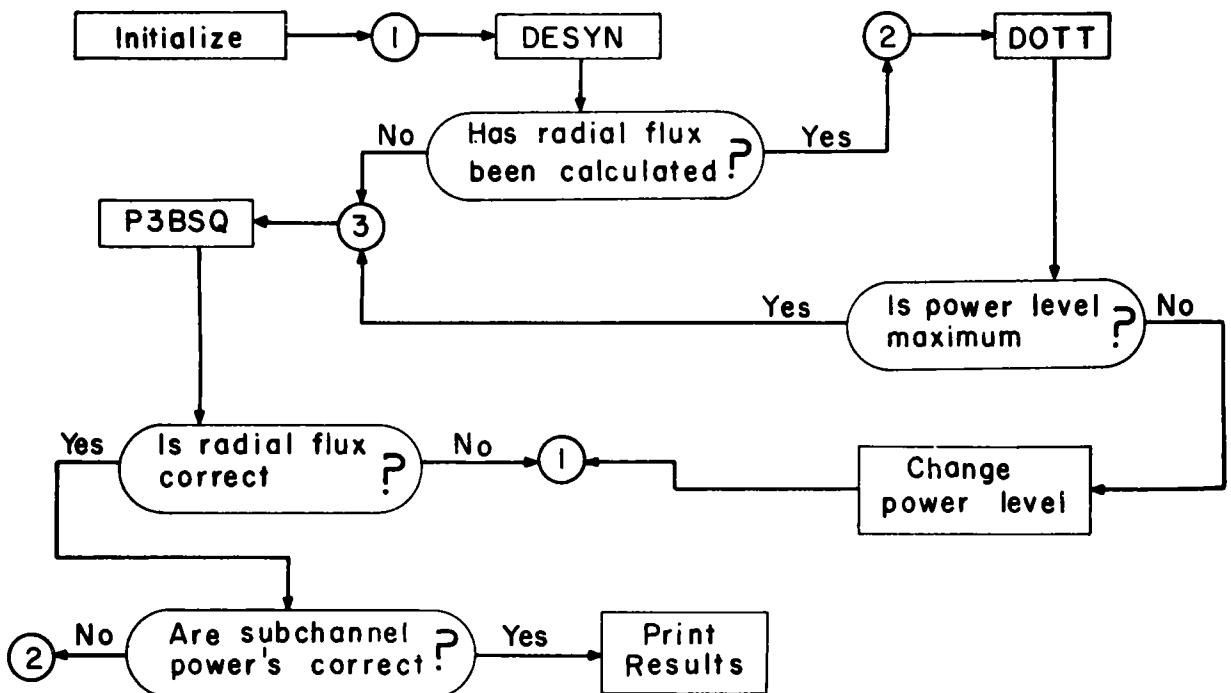 Initialize
1
DESYN
2
DOTT
No
Has radial flux
been calculated?
Yes
P3BSQ
3
Yes
Is power level
maximum ?
No
Yes
Is radial flux
correct ?
No
1
Change
power level
2
No
Are subchannel
power's correct?
Yes
Print
Results